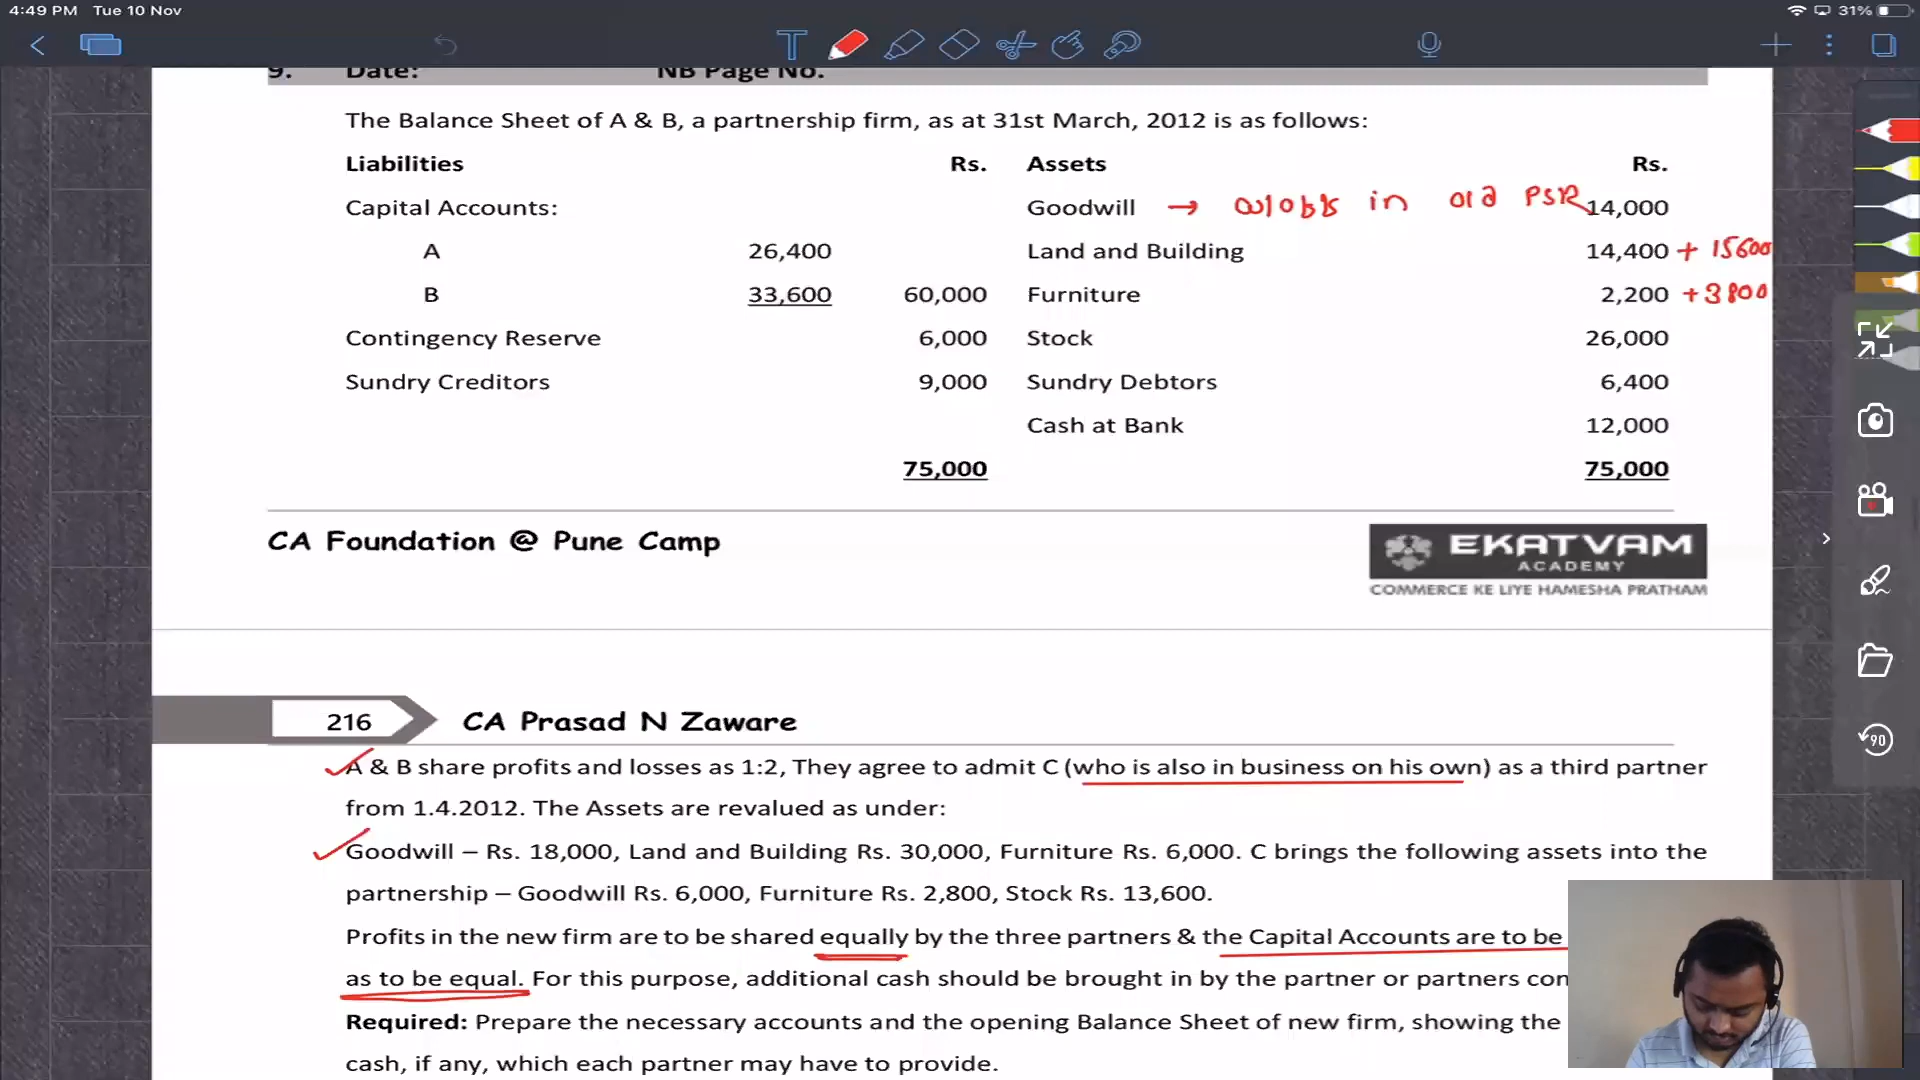 4:49 PM Tue 10 Nov 31%
9. Date: NB Page No.
The Balance Sheet of A & B, a partnership firm, as at 31st March, 2012 is as follows:
Liabilities Rs. Assets Rs.
Capital Accounts: Goodwill → w/off in old PSR 14,000
A 26,400 Land and Building 14,400 + 15600
B 33,600 60,000 Furniture 2,200 + 3800
Contingency Reserve 6,000 Stock 26,000
Sundry Creditors 9,000 Sundry Debtors 6,400
Cash at Bank 12,000
75,000 75,000
CA Foundation @ Pune Camp
EKATVAM
ACADEMY
COMMERCE KE LIYE HAMESHA PRATHAM
216 CA Prasad N Zaware
A & B share profits and losses as 1:2, They agree to admit C (who is also in business on his own) as a third partner
from 1.4.2012. The Assets are revalued as under:
Goodwill – Rs. 18,000, Land and Building Rs. 30,000, Furniture Rs. 6,000. C brings the following assets into the
partnership – Goodwill Rs. 6,000, Furniture Rs. 2,800, Stock Rs. 13,600.
Profits in the new firm are to be shared equally by the three partners & the Capital Accounts are to be
as to be equal. For this purpose, additional cash should be brought in by the partner or partners con
Required: Prepare the necessary accounts and the opening Balance Sheet of new firm, showing the
cash, if any, which each partner may have to provide.
90